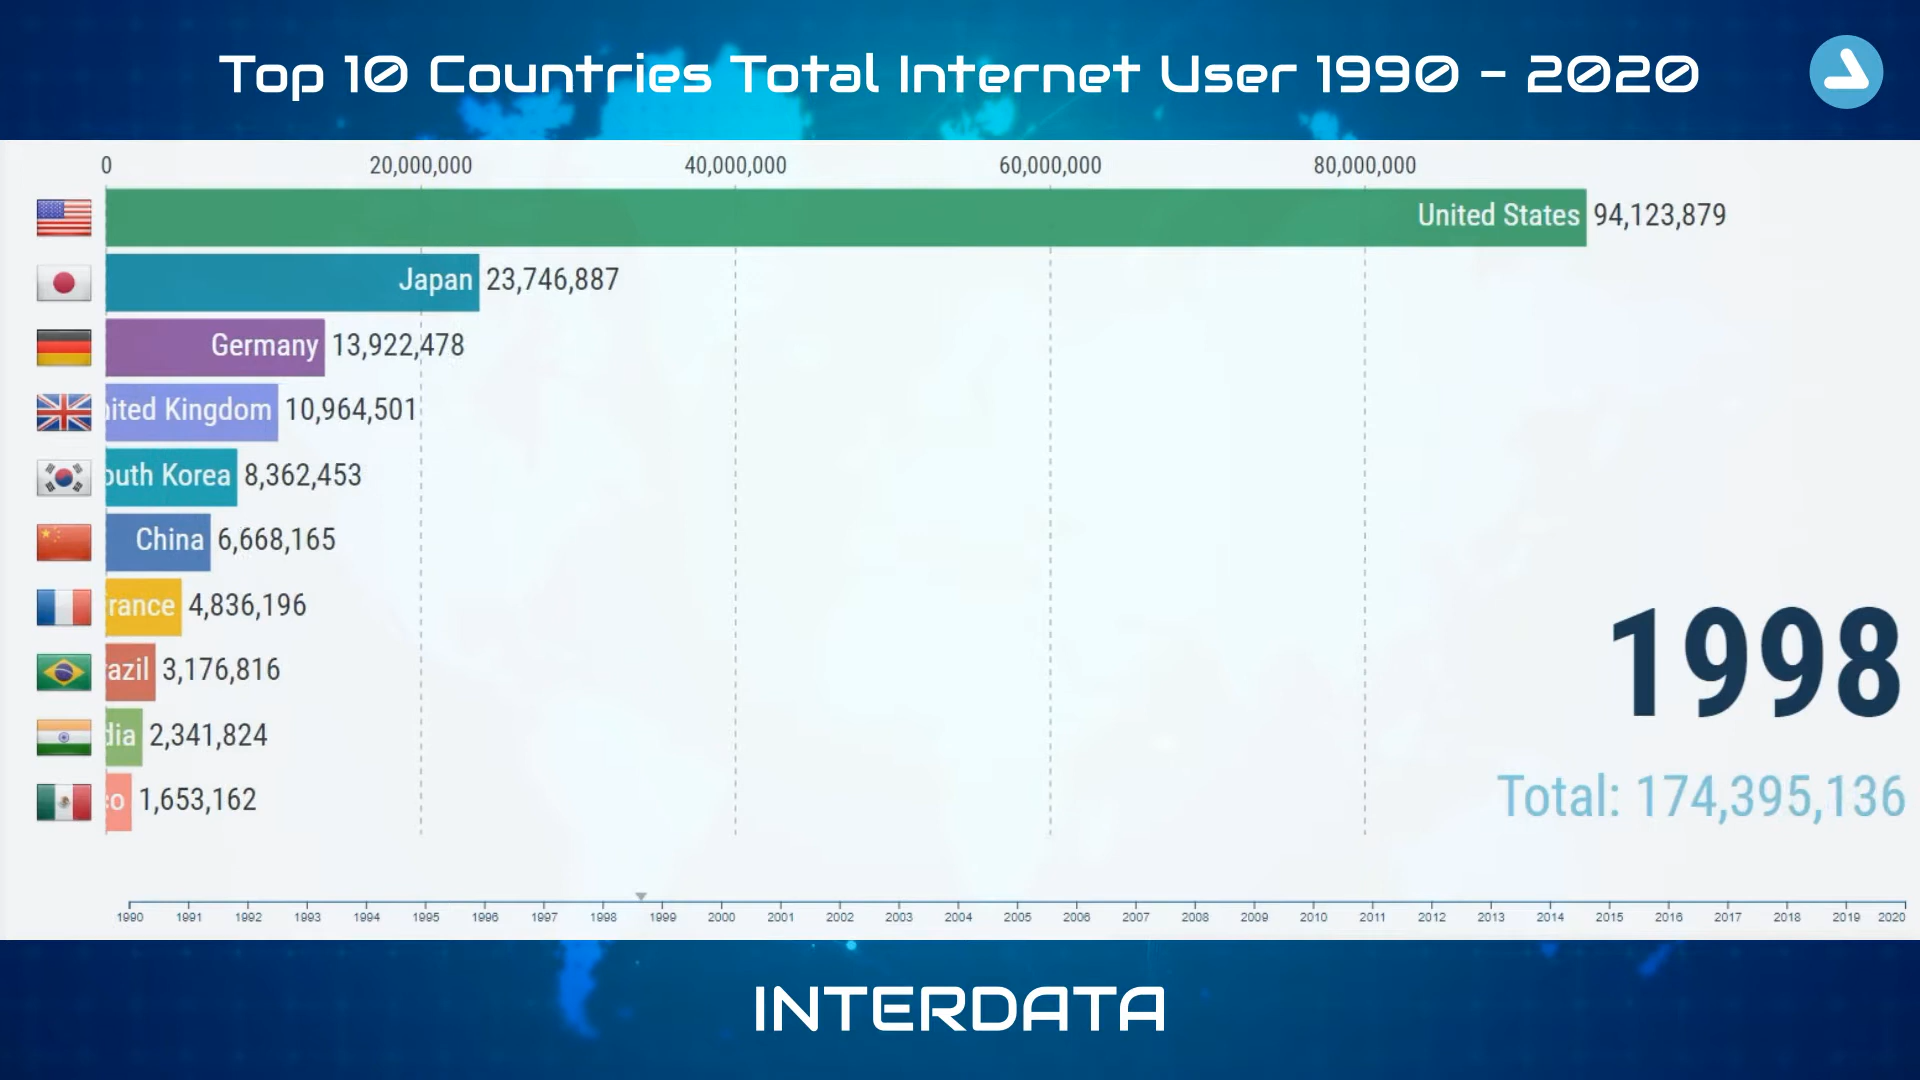 Top 10 Countries Total Internet User 1990 - 2020
0 20,000,000 40,000,000 60,000,000 80,000,000
United States 94,123,879
Japan 23,746,887
Germany 13,922,478
nited Kingdom 10,964,501
outh Korea 8,362,453
China 6,668,165
rance 4,836,196
azil 3,176,816
dia 2,341,824
co 1,653,162
1998
Total: 174,395,136
1990 1991 1992 1993 1994 1995 1996 1997 1998 1999 2000 2001 2002 2003 2004 2005 2006 2007 2008 2009 2010 2011 2012 2013 2014 2015 2016 2017 2018 2019 2020
INTERDATA